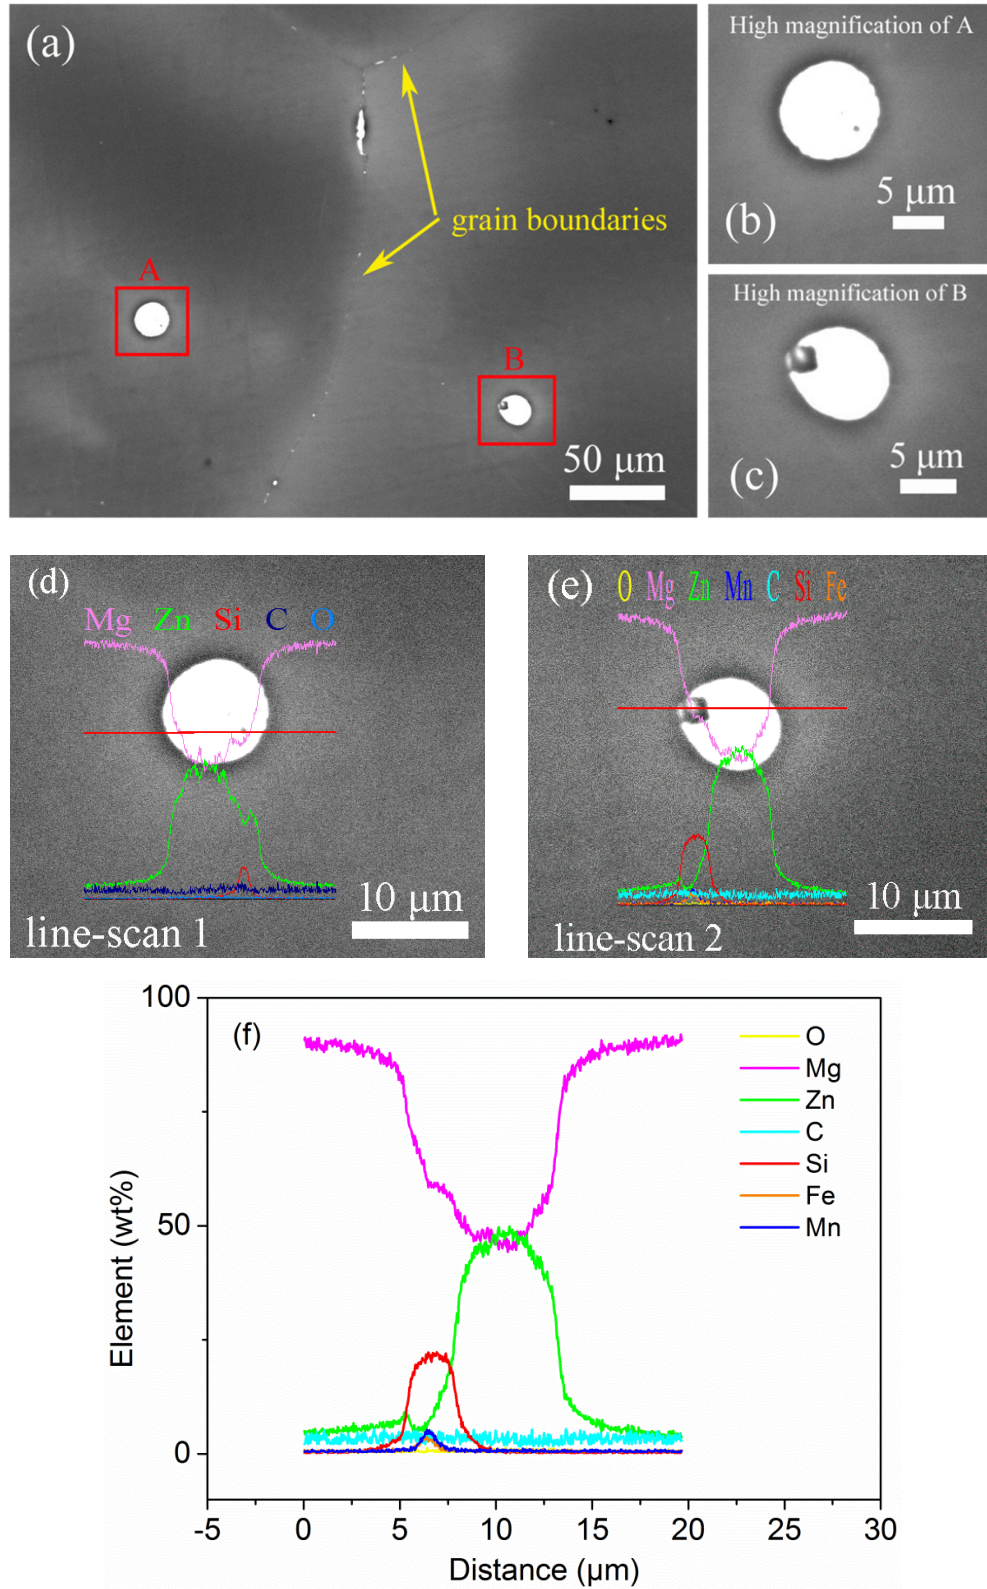 (a)
grain boundaries
A
B
50 μm
High magnification of A
5 μm
(b)
High magnification of B
5 μm
(c)
(d)
Mg Zn Si C O
10 μm
line-scan 1
(e) O Mg Zn Mn C Si Fe
10 μm
line-scan 2
(f)
100
50
0
Element (wt%)
O
Mg
Zn
C
Si
Fe
Mn
-5 0 5 10 15 20 25 30
Distance (μm)